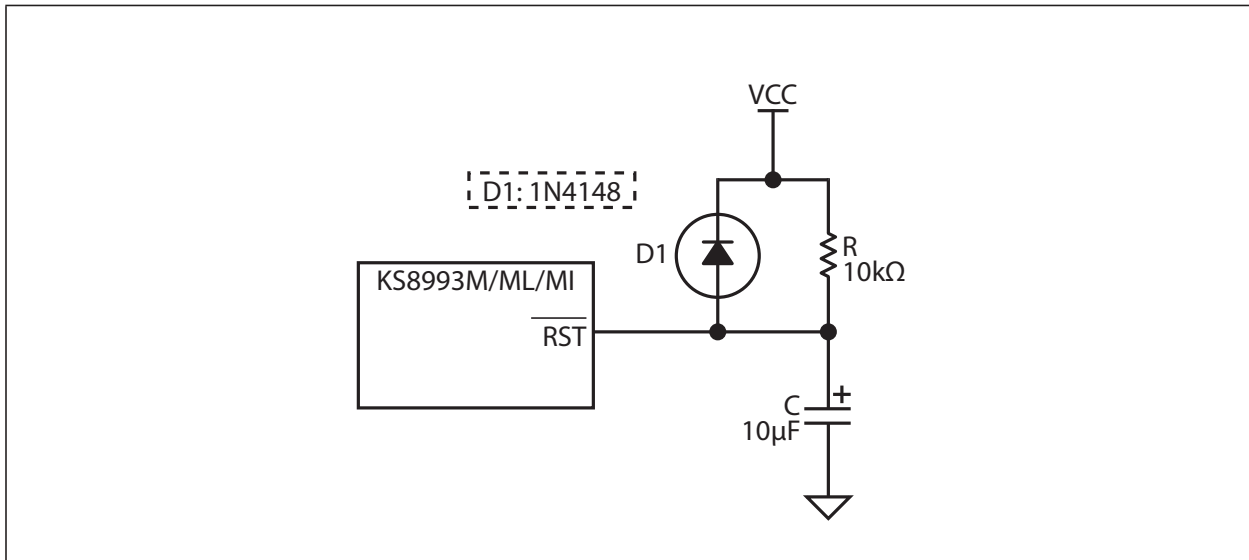 VCC
D1: 1N4148
D1
R
10kΩ
KS8993M/ML/MI
RST
+
C
10µF